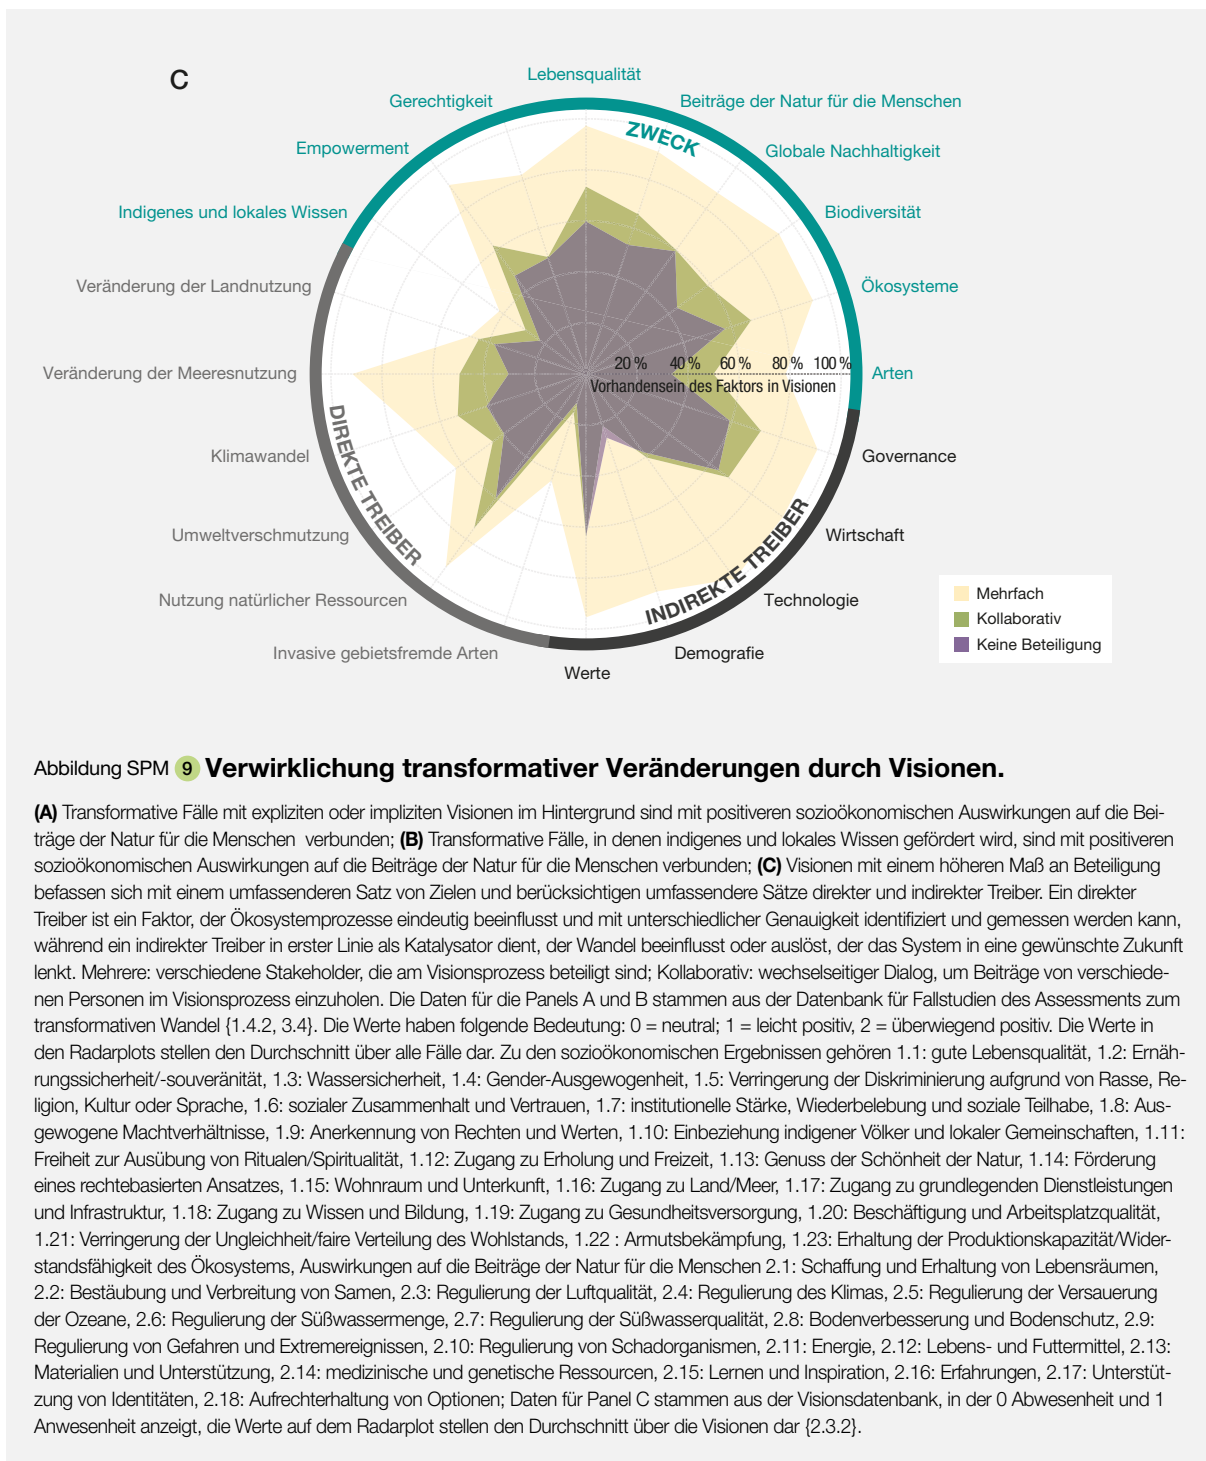 C
Lebensqualität
Gerechtigkeit
Beiträge der Natur für die Menschen
ZWECK
Empowerment
Globale Nachhaltigkeit
Indigenes und lokales Wissen
Biodiversität
Veränderung der Landnutzung
Ökosysteme
20 % 40 % 60 % 80 % 100 %
Veränderung der Meeresnutzung
Vorhandensein des Faktors in Visionen
Arten
DIREKTE TREIBER
Klimawandel
Governance
Umweltverschmutzung
Wirtschaft
INDIREKTE TREIBER
Nutzung natürlicher Ressourcen
Technologie
Invasive gebietsfremde Arten
Demografie
Werte
Mehrfach
Kollaborativ
Keine Beteiligung
Abbildung SPM 9 Verwirklichung transformativer Veränderungen durch Visionen.
(A) Transformative Fälle mit expliziten oder impliziten Visionen im Hintergrund sind mit positiveren sozioökonomischen Auswirkungen auf die Bei-
träge der Natur für die Menschen verbunden; (B) Transformative Fälle, in denen indigenes und lokales Wissen gefördert wird, sind mit positiveren
sozioökonomischen Auswirkungen auf die Beiträge der Natur für die Menschen verbunden; (C) Visionen mit einem höheren Maß an Beteiligung
befassen sich mit einem umfassenderen Satz von Zielen und berücksichtigen umfassendere Sätze direkter und indirekter Treiber. Ein direkter
Treiber ist ein Faktor, der Ökosystemprozesse eindeutig beeinflusst und mit unterschiedlicher Genauigkeit identifiziert und gemessen werden kann,
während ein indirekter Treiber in erster Linie als Katalysator dient, der Wandel beeinflusst oder auslöst, der das System in eine gewünschte Zukunft
lenkt. Mehrere: verschiedene Stakeholder, die am Visionsprozess beteiligt sind; Kollaborativ: wechselseitiger Dialog, um Beiträge von verschiede-
nen Personen im Visionsprozess einzuholen. Die Daten für die Panels A und B stammen aus der Datenbank für Fallstudien des Assessments zum
transformativen Wandel {1.4.2, 3.4}. Die Werte haben folgende Bedeutung: 0 = neutral; 1 = leicht positiv, 2 = überwiegend positiv. Die Werte in
den Radarplots stellen den Durchschnitt über alle Fälle dar. Zu den sozioökonomischen Ergebnissen gehören 1.1: gute Lebensqualität, 1.2: Ernäh-
rungssicherheit/-souveränität, 1.3: Wassersicherheit, 1.4: Gender-Ausgewogenheit, 1.5: Verringerung der Diskriminierung aufgrund von Rasse, Re-
ligion, Kultur oder Sprache, 1.6: sozialer Zusammenhalt und Vertrauen, 1.7: institutionelle Stärke, Wiederbelebung und soziale Teilhabe, 1.8: Aus-
gewogene Machtverhältnisse, 1.9: Anerkennung von Rechten und Werten, 1.10: Einbeziehung indigener Völker und lokaler Gemeinschaften, 1.11:
Freiheit zur Ausübung von Ritualen/Spiritualität, 1.12: Zugang zu Erholung und Freizeit, 1.13: Genuss der Schönheit der Natur, 1.14: Förderung
eines rechtebasierten Ansatzes, 1.15: Wohnraum und Unterkunft, 1.16: Zugang zu Land/Meer, 1.17: Zugang zu grundlegenden Dienstleistungen
und Infrastruktur, 1.18: Zugang zu Wissen und Bildung, 1.19: Zugang zu Gesundheitsversorgung, 1.20: Beschäftigung und Arbeitsplatzqualität,
1.21: Verringerung der Ungleichheit/faire Verteilung des Wohlstands, 1.22 : Armutsbekämpfung, 1.23: Erhaltung der Produktionskapazität/Wider-
standsfähigkeit des Ökosystems, Auswirkungen auf die Beiträge der Natur für die Menschen 2.1: Schaffung und Erhaltung von Lebensräumen,
2.2: Bestäubung und Verbreitung von Samen, 2.3: Regulierung der Luftqualität, 2.4: Regulierung des Klimas, 2.5: Regulierung der Versauerung
der Ozeane, 2.6: Regulierung der Süßwassermenge, 2.7: Regulierung der Süßwasserqualität, 2.8: Bodenverbesserung und Bodenschutz, 2.9:
Regulierung von Gefahren und Extremereignissen, 2.10: Regulierung von Schadorganismen, 2.11: Energie, 2.12: Lebens- und Futtermittel, 2.13:
Materialien und Unterstützung, 2.14: medizinische und genetische Ressourcen, 2.15: Lernen und Inspiration, 2.16: Erfahrungen, 2.17: Unterstüt-
zung von Identitäten, 2.18: Aufrechterhaltung von Optionen; Daten für Panel C stammen aus der Visionsdatenbank, in der 0 Abwesenheit und 1
Anwesenheit anzeigt, die Werte auf dem Radarplot stellen den Durchschnitt über die Visionen dar {2.3.2}.